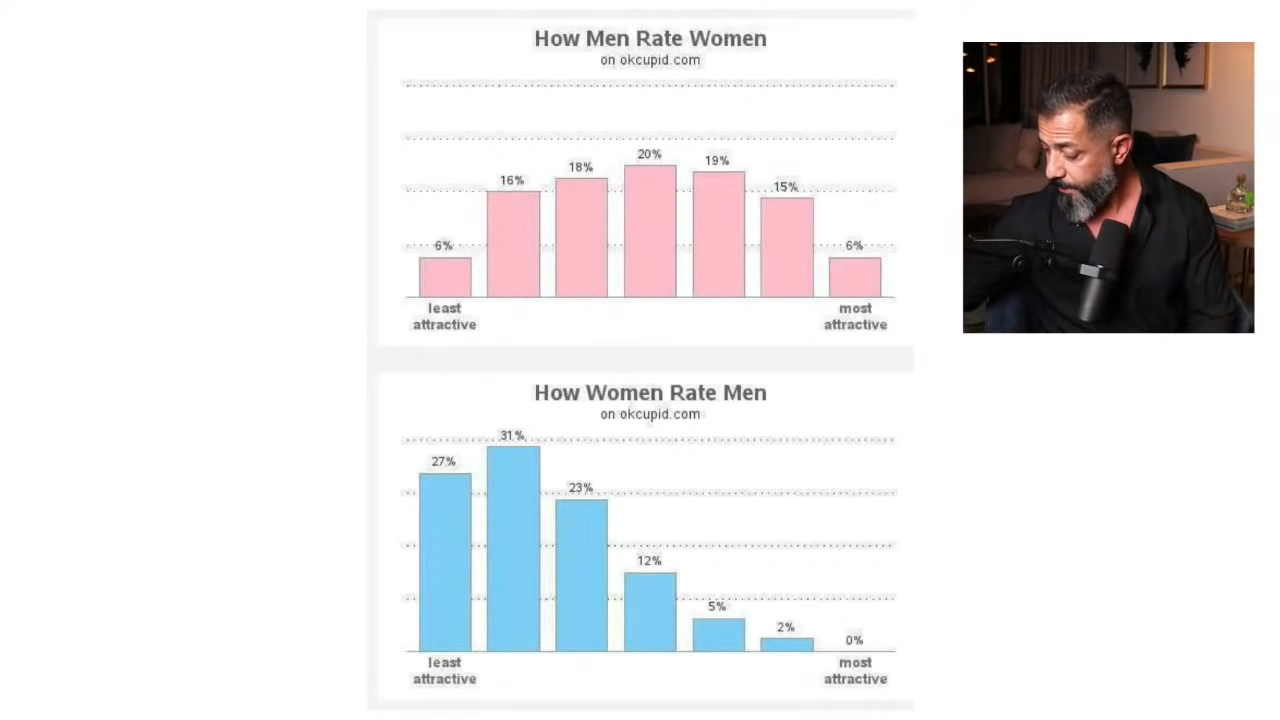 How Men Rate Women
on okcupid.com
6% 16% 18% 20% 19% 15% 6%
least attractive
most attractive
How Women Rate Men
on okcupid.com
27% 31% 23% 12% 5% 2% 0%
least attractive
most attractive